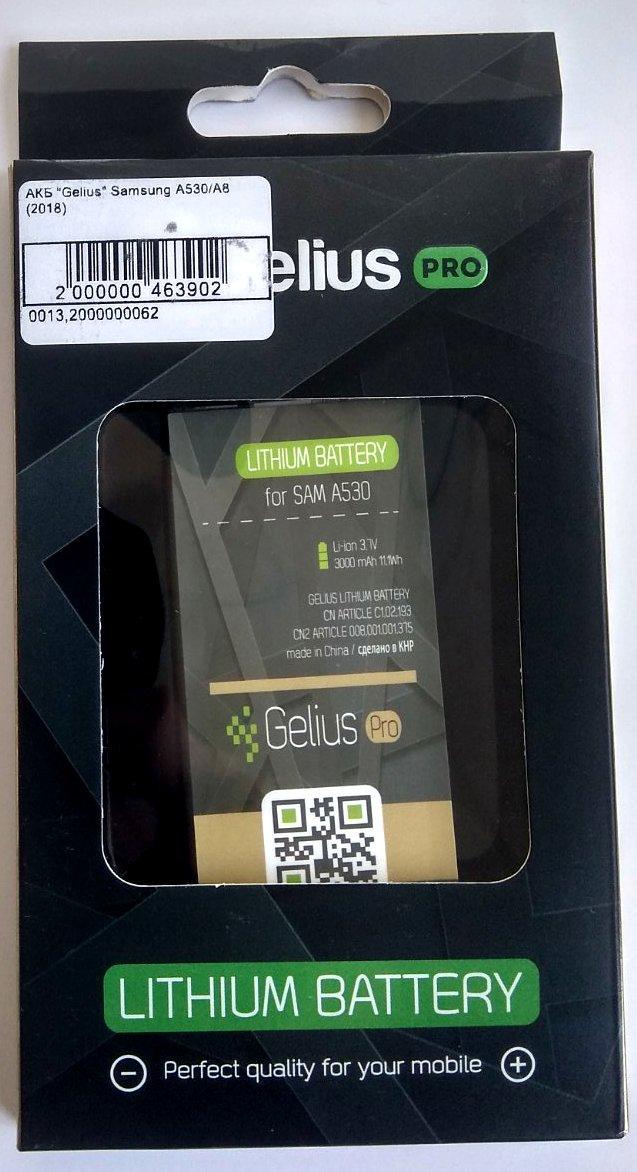 АКБ "Gelius" Samsung A530/A8
(2018)
2 000000 463902
0013,2000000062
elius PRO
LITHIUM BATTERY
for SAM A530
Li-ion 3.7V
3000 mAh 11.1Wh
GELIUS LITHIUM BATTERY
CN ARTICLE C1.02.193
CN2 ARTICLE 008.001.001.375
made in China / сделано в КНР
Gelius Pro
LITHIUM BATTERY
Perfect quality for your mobile